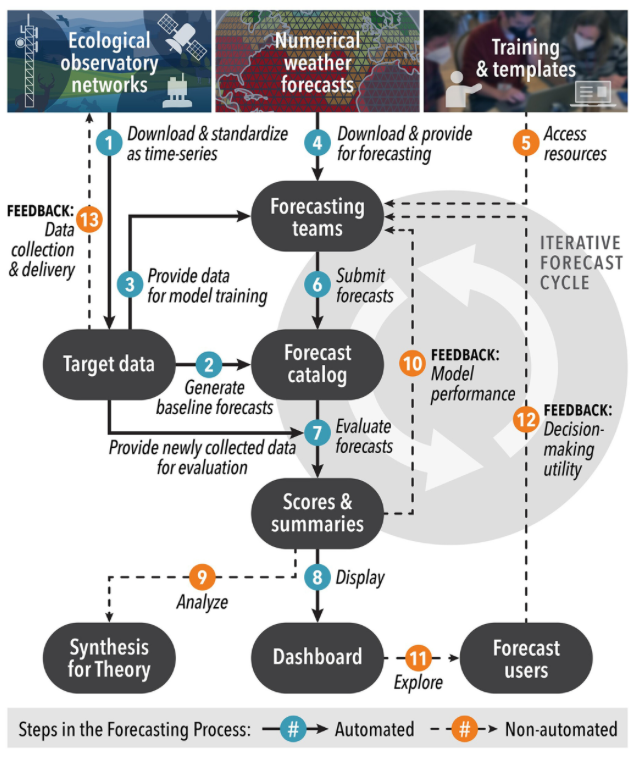 Ecological
observatory
networks
Numerical
weather
forecasts
Training
& templates
1
Download & standardize
as time-series
4
Download & provide
for forecasting
5
Access
resources
FEEDBACK:
13
Data
collection
& delivery
Forecasting
teams
ITERATIVE
FORECAST
CYCLE
3
Provide data
for model training
6
Submit
forecasts
Target data
2
Generate
baseline forecasts
Forecast
catalog
10
FEEDBACK:
Model
performance
12
FEEDBACK:
Decision-
making
utility
Provide newly collected data
for evaluation
7
Evaluate
forecasts
Scores &
summaries
9
Analyze
8
Display
Synthesis
for Theory
Dashboard
11
Explore
Forecast
users
Steps in the Forecasting Process: # Automated # Non-automated